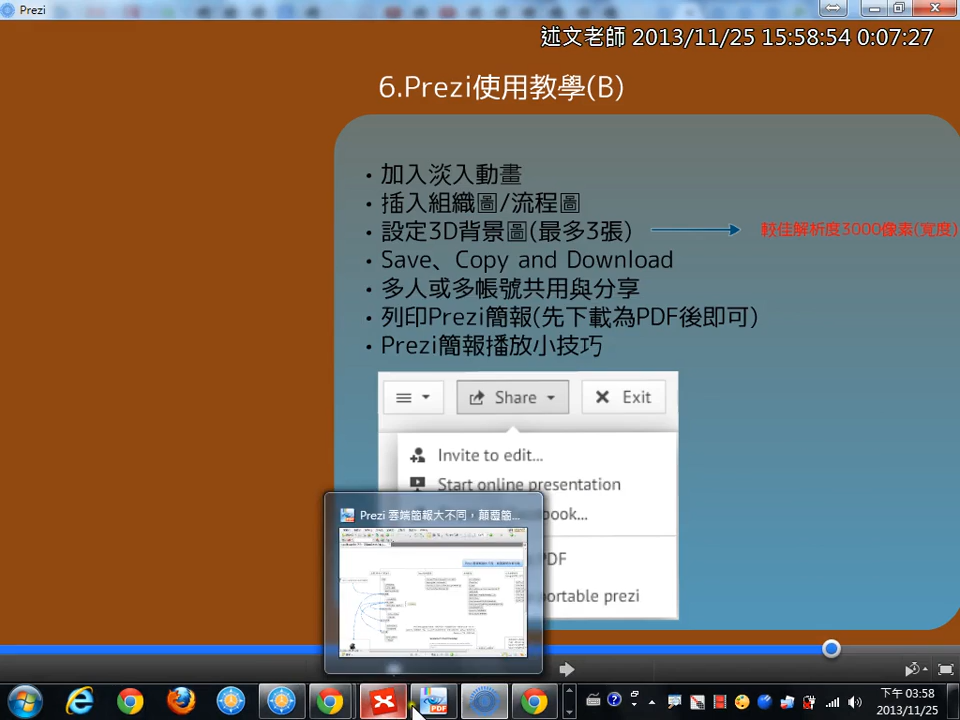 Prezi
述文老師 2013/11/25 15:58:54 0:07:27
6.Prezi使用教學(B)
• 加入淡入動畫
• 插入組織圖/流程圖
• 設定3D背景圖(最多3張)
較佳解析度3000像素(寬度)
• Save、Copy and Download
• 多人或多帳號共用與分享
• 列印Prezi簡報(先下載為PDF後即可)
• Prezi簡報播放小技巧
Share
Exit
Invite to edit...
Start online presentation
book...
PDF
portable prezi
Prezi 雲端簡報大不同，顛覆簡...
PDF
下午 03:58
2013/11/25